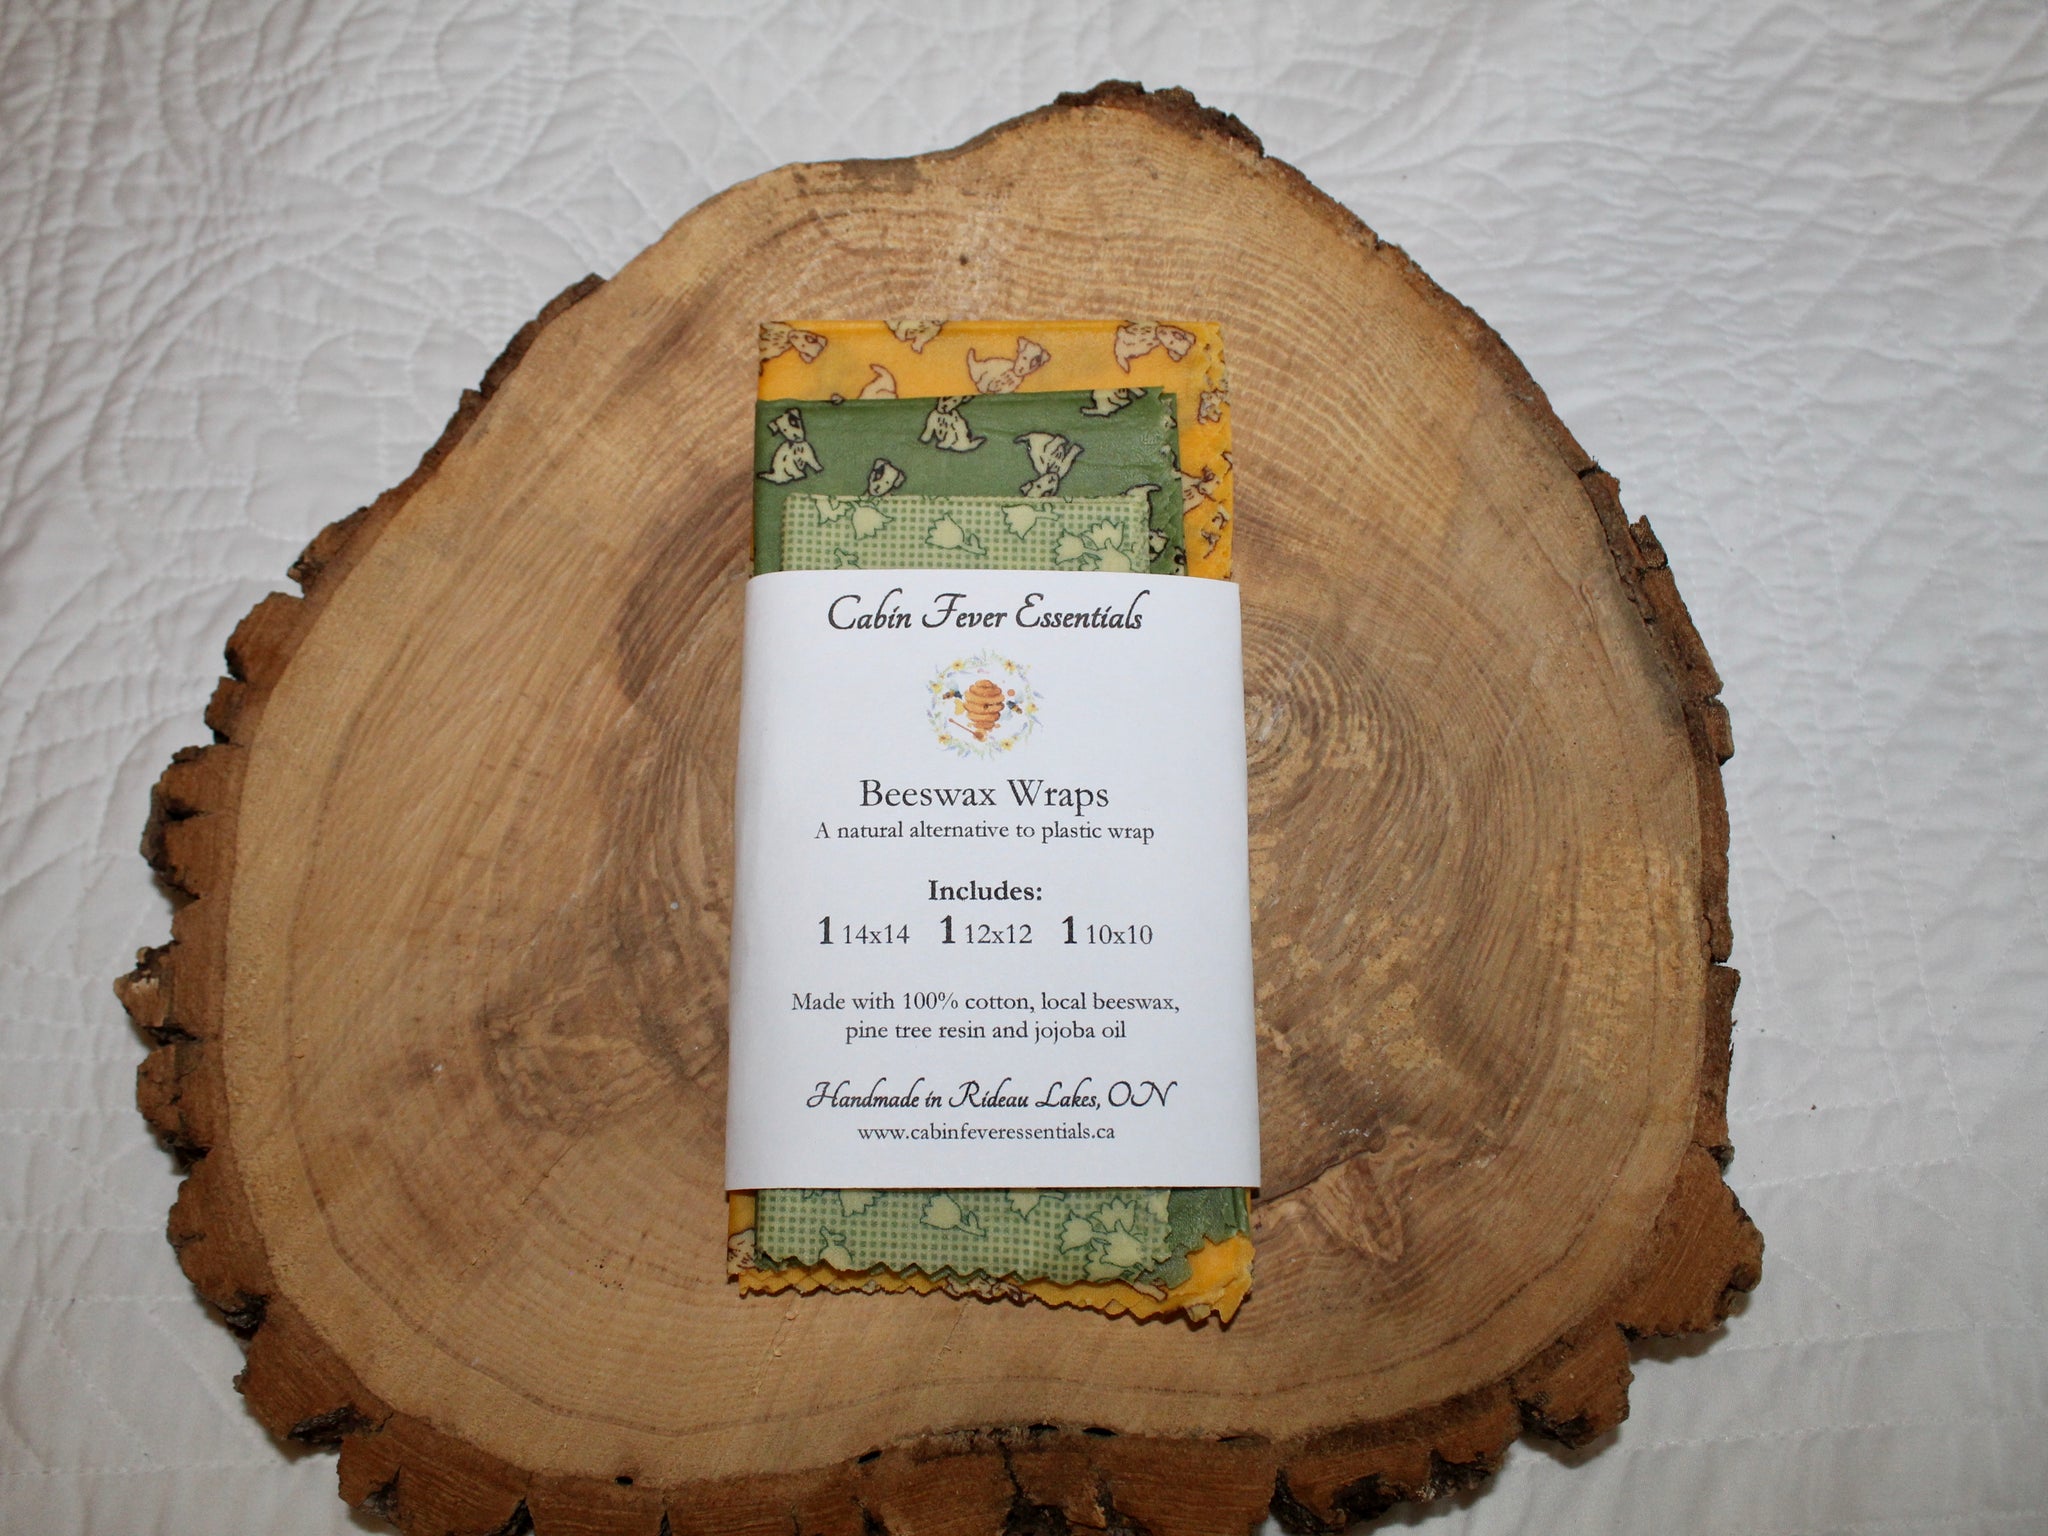 Cabin Fever Essentials
Beeswax Wraps
A natural alternative to plastic wrap
Includes:
1 14x14 1 12x12 1 10x10
Made with 100% cotton, local beeswax,
pine tree resin and jojoba oil
Handmade in Rideau Lakes, ON
www.cabinfeveressentials.ca